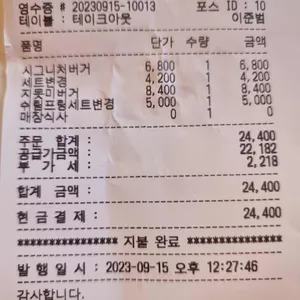 영수증 # 20230915-10013 포스 ID : 10
테이블 : 테이크아웃 이준범
품명 단가 수량 금액
시그니처버거 6,800 1 6,800
세트변경 4,200 1 4,200
지못미버거 8,400 1 8,400
수퍼프링세트변경 5,000 1 5,000
매장식사 0 1 0
주문 합계 : 24,400
공급가금액 : 22,182
부 가 세 : 2,218
합계 금액 : 24,400
현 금 결 제 : 24,400
*************** 지불 완료 ***************
발 행 일 시 : 2023-09-15 오후 12:27:46
감사합니다.